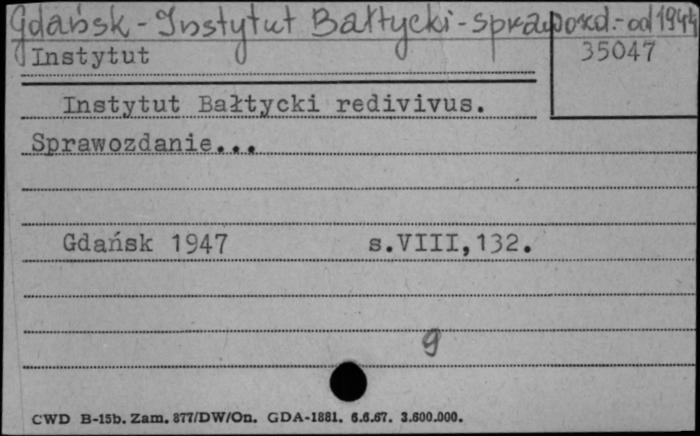 Gdańsk - Instytut Bałtycki - sprawozd. - od 1944
Instytut 35047
Instytut Bałtycki redivivus.
Sprawozdanie...
Gdańsk 1947 s.VIII,132.
9
CWD B-15b. Zam. 877/DW/On. GDA-1881. 6.6.67. 3.600.000.